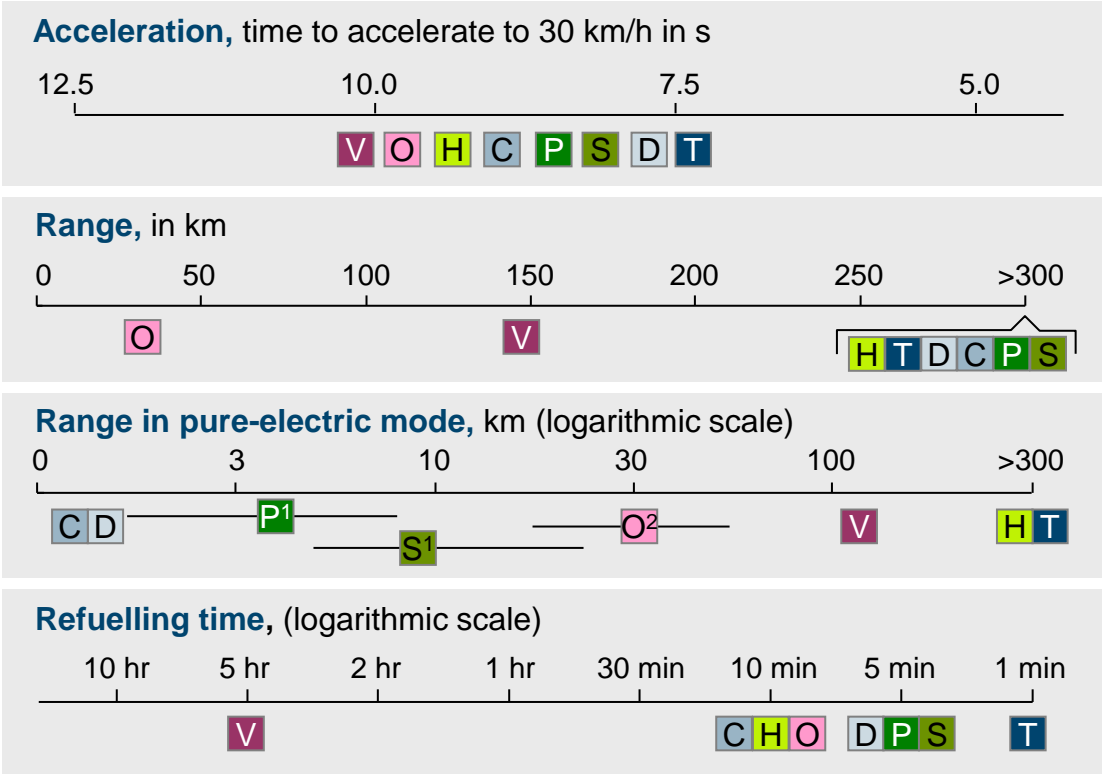 Acceleration, time to accelerate to 30 km/h in s
12.5 10.0 7.5 5.0
V O H C P S D T
Range, in km
0 50 100 150 200 250 >300
O V H T D C P S
Range in pure-electric mode, km (logarithmic scale)
0 3 10 30 100 >300
C D P¹ S¹ O² V H T
Refuelling time, (logarithmic scale)
10 hr 5 hr 2 hr 1 hr 30 min 10 min 5 min 1 min
V C H O D P S T